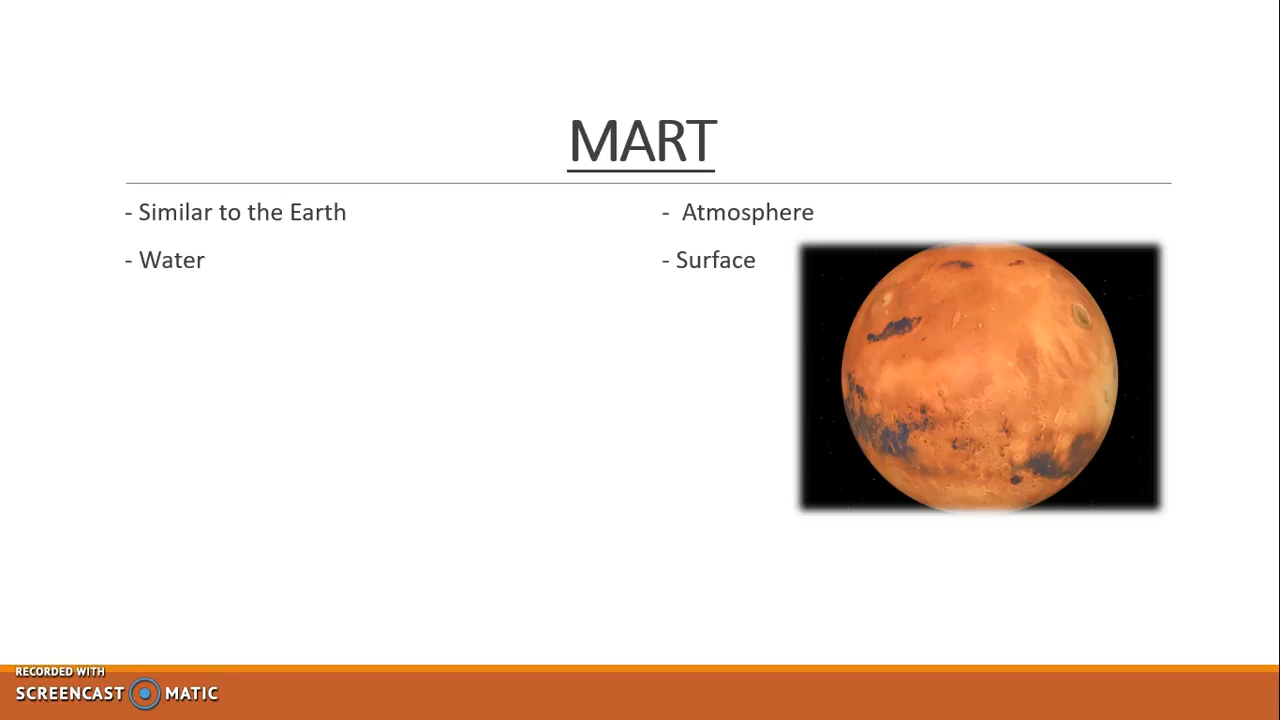 MART
- Similar to the Earth
- Water
- Atmosphere
- Surface
RECORDED WITH
SCREENCAST MATIC